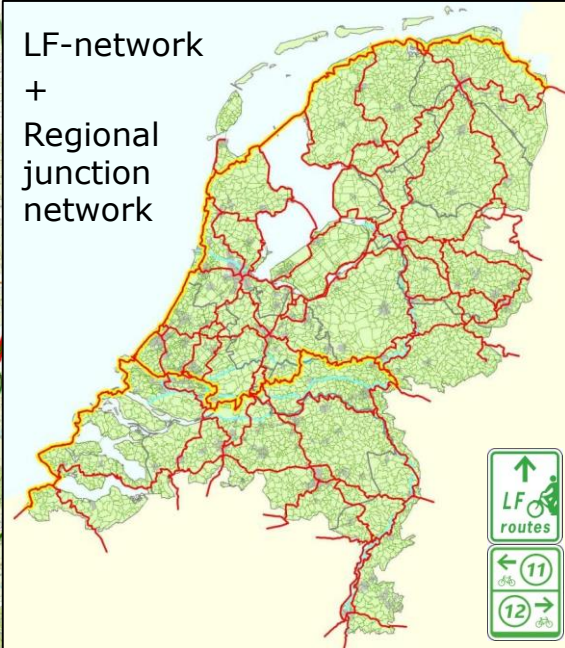 LF-network
+
Regional
junction
network
LF
routes
11
12